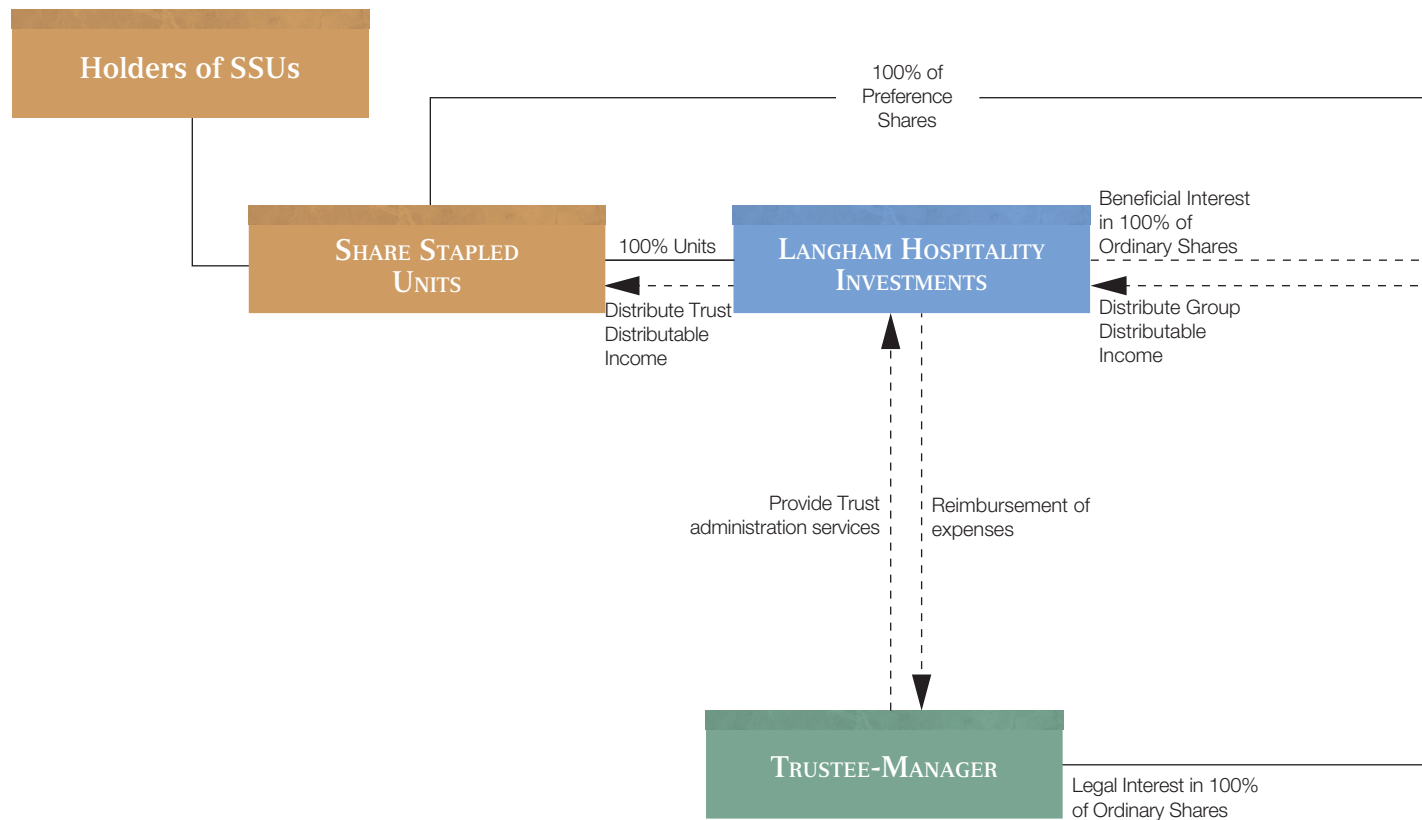 Holders of SSUs
100% of
Preference
Shares
SHARE STAPLED
UNITS
100% Units
Distribute Trust
Distributable
Income
LANGHAM HOSPITALITY
INVESTMENTS
Beneficial Interest
in 100% of
Ordinary Shares
Distribute Group
Distributable
Income
Provide Trust
administration services
Reimbursement of
expenses
TRUSTEE-MANAGER
Legal Interest in 100%
of Ordinary Shares